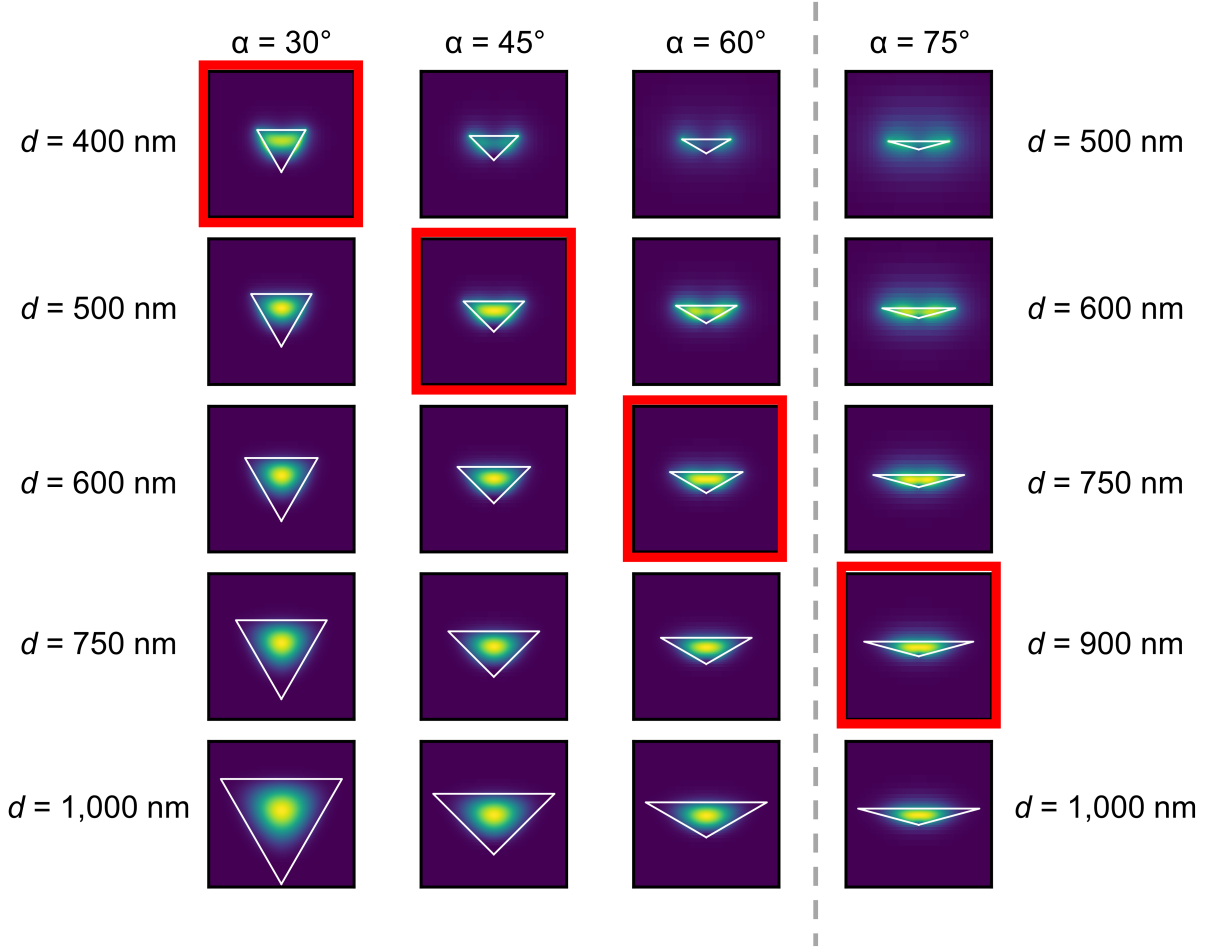 α = 30°
α = 45°
α = 60°
α = 75°
d = 400 nm
d = 500 nm
d = 500 nm
d = 600 nm
d = 600 nm
d = 750 nm
d = 750 nm
d = 900 nm
d = 1,000 nm
d = 1,000 nm